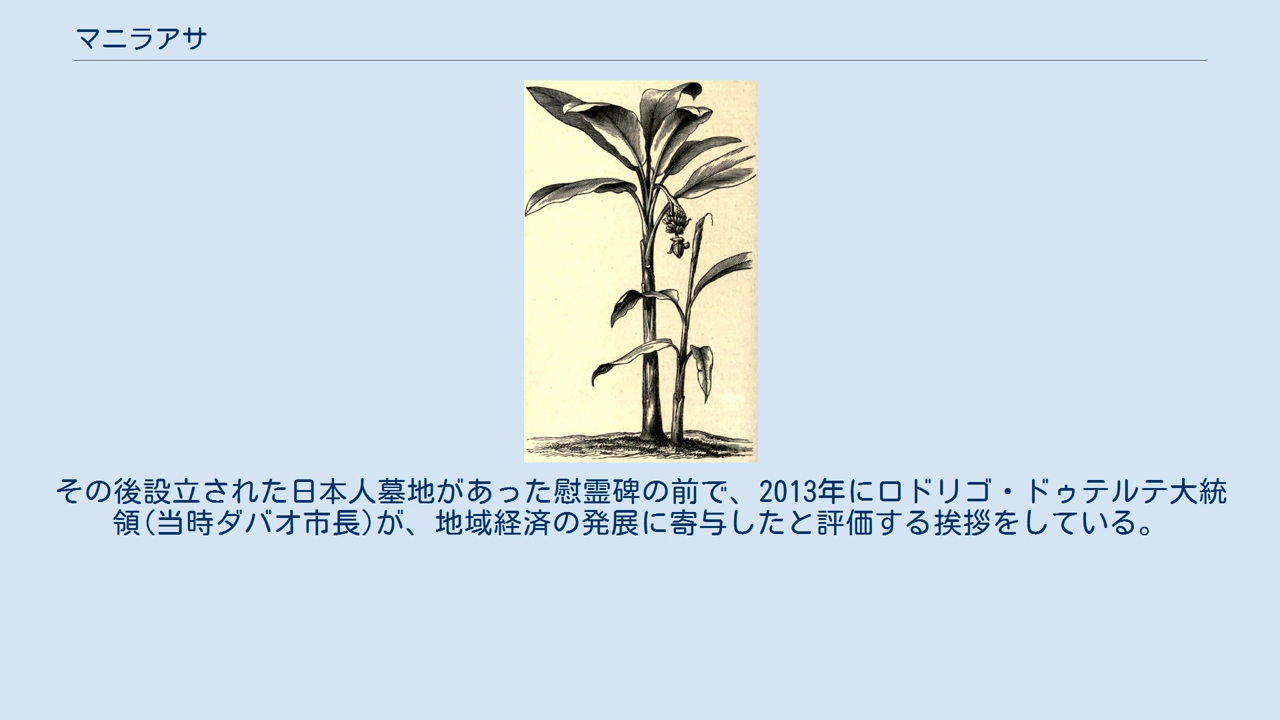 マニラアサ
その後設立された日本人墓地があった慰霊碑の前で、2013年にロドリゴ・ドゥテルテ大統
領(当時ダバオ市長)が、地域経済の発展に寄与したと評価する挨拶をしている。